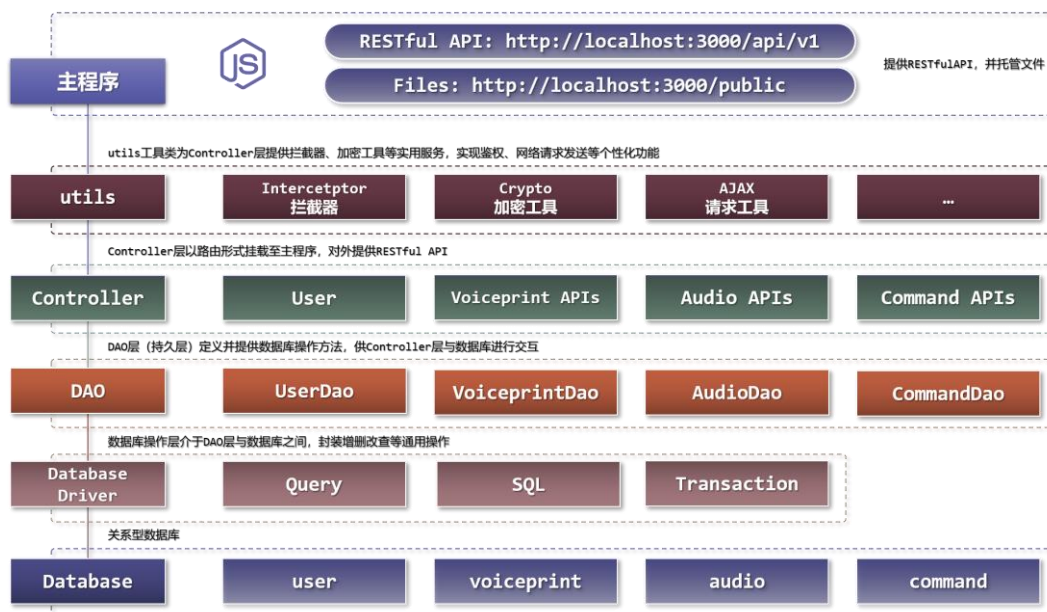 RESTful API: http://localhost:3000/api/v1
JS
主程序
提供RESTfulAPI，并托管文件
Files: http://localhost:3000/public
utils工具类为Controller层提供拦截器、加密工具等实用服务，实现鉴权、网络请求发送等个性化功能
utils
Intercetptor
拦截器
Crypto
加密工具
AJAX
请求工具
…
Controller层以路由形式挂载至主程序，对外提供RESTful API
Controller
User
Voiceprint APIs
Audio APIs
Command APIs
DAO层（持久层）定义并提供数据库操作方法，供Controller层与数据库进行交互
DAO
UserDao
VoiceprintDao
AudioDao
CommandDao
数据库操作层介于DAO层与数据库之间，封装增删改查等通用操作
Database
Driver
Query
SQL
Transaction
关系型数据库
Database
user
voiceprint
audio
command